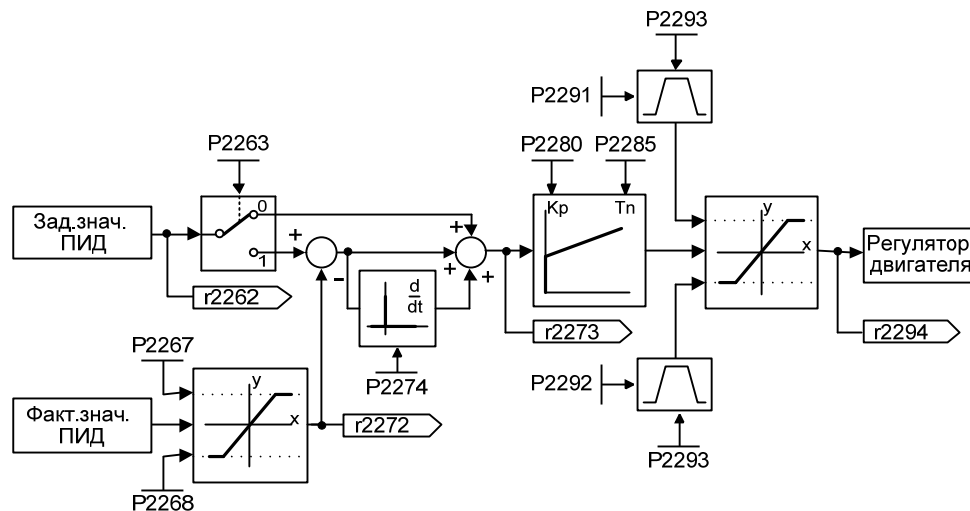 P2293
P2291
P2263
P2280
P2285
Kp
Tn
y
x
0
1
Зад.знач.
ПИД
+
+
+
+
-
Регулятор
двигателя
r2262
d
dt
r2273
r2294
P2267
P2274
P2292
y
x
Факт.знач.
ПИД
r2272
P2293
P2268